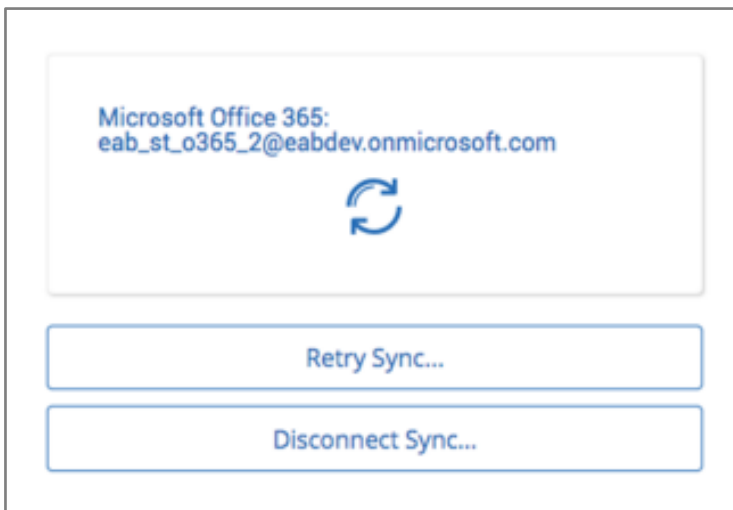 Microsoft Office 365:
eab_st_o365_2@eabdev.onmicrosoft.com
Retry Sync...
Disconnect Sync...